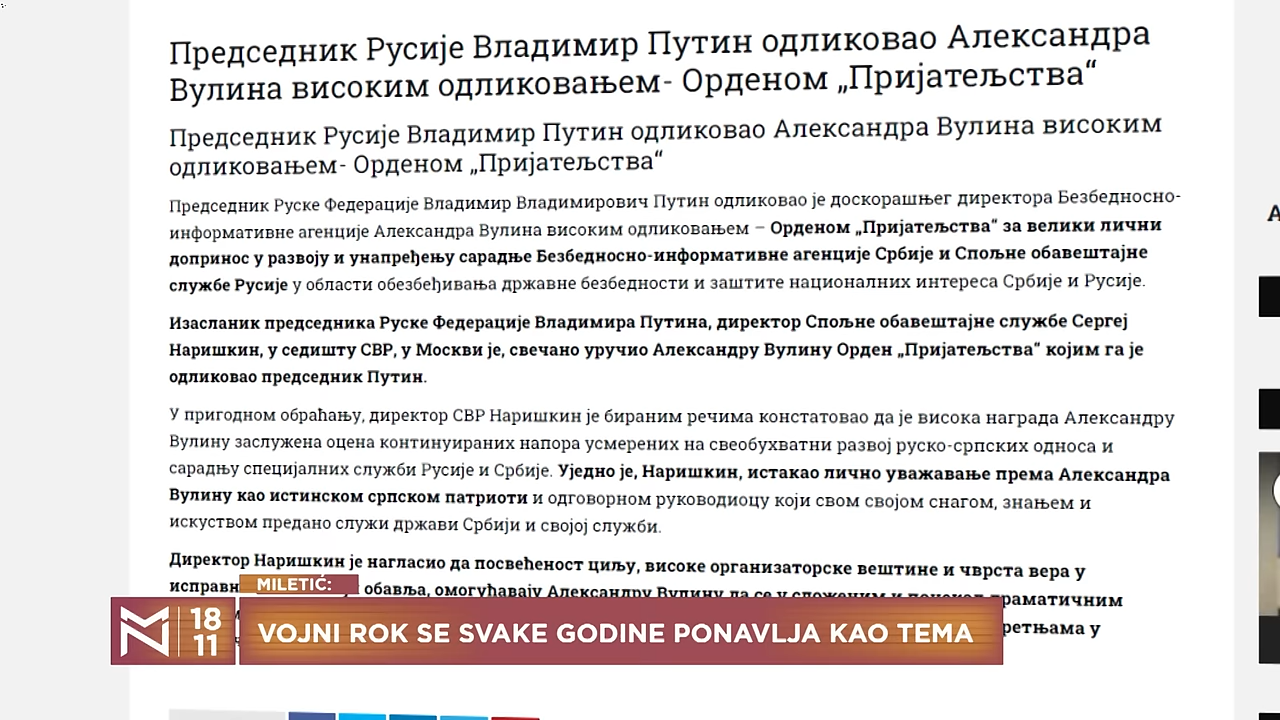 Председник Русије Владимир Путин одликовао Александра
Вулина високим одликовањем- Орденом „Пријатељства“
Председник Русије Владимир Путин одликовао Александра Вулина високим
одликовањем- Орденом „Пријатељства“
Председник Руске Федерације Владимир Владимирович Путин одликовао је доскорашњег директора Безбедносно-
информативне агенције Александра Вулина високим одликовањем – Орденом „Пријатељства“ за велики лични
допринос у развоју и унапређењу сарадње Безбедносно-информативне агенције Србије и Спољне обавештајне
службе Русије у области обезбеђивања државне безбедности и заштите националних интереса Србије и Русије.
Изасланик председника Руске Федерације Владимира Путина, директор Спољне обавештајне службе Сергеј
Наришкин, у седишту СВР, у Москви је, свечано уручио Александру Вулину Орден „Пријатељства“ којим га је
одликовао председник Путин.
У пригодном обраћању, директор СВР Наришкин је бираним речима констатовао да је висока награда Александру
Вулину заслужена оцена континуираних напора усмерених на свеобухватни развој руско-српских односа и
сарадњу специјалних служби Русије и Србије. Уједно је, Наришкин, истакао лично уважавање према Александра
Вулину као истинском српском патриоти и одговорном руководиоцу који свом својом снагом, знањем и
искуством предано служи држави Србији и својој служби.
Директор Наришкин је нагласио да посвећеност циљу, високе организаторске вештине и чврста вера у
обавља, омогућавају Александру Вулину да се у сложеним и
MILETIĆ:
18
11
VOJNI ROK SE SVAKE GODINE PONAVLJA KAO TEMA